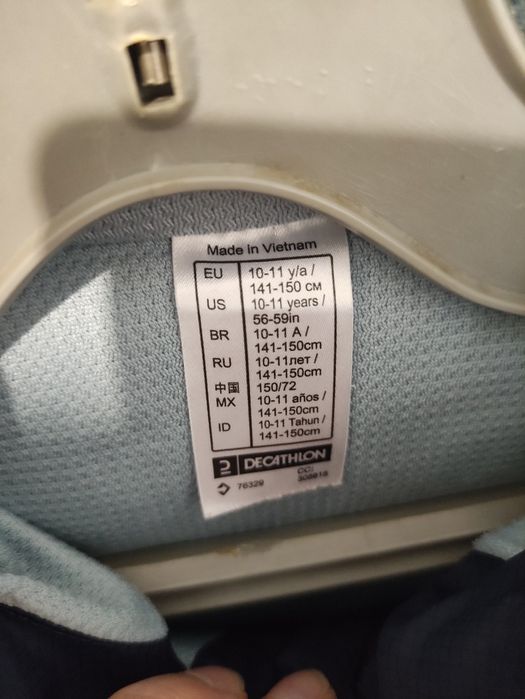 Made in Vietnam
EU 10-11 y/a /
141-150 CM
US 10-11 years /
56-59in
BR 10-11 A /
141-150cm
RU 10-11лет /
141-150cm
中国 150/72
MX 10-11 años /
141-150cm
ID 10-11 Tahun /
141-150cm
DECATHLON
76329